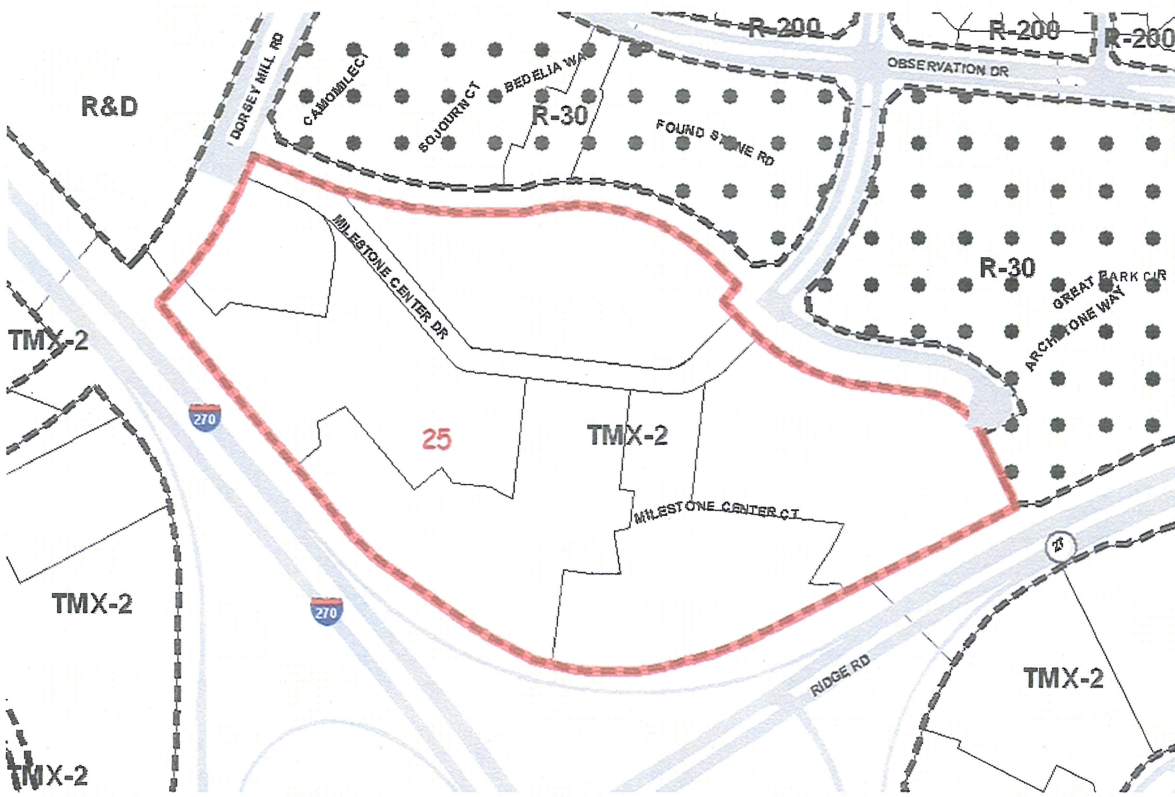 R-200
R-200
R-200
DORSEY MILL RD
OBSERVATION DR
R&D
CAMOMILE CT
SOJOURN CT
BEDELIA WA
R-30
FOUND STONE RD
R-30
GREAT PARK CIR
ARCHSTONE WAY
MILESTONE CENTER DR
TMX-2
270
25
TMX-2
MILESTONE CENTER CT
27
TMX-2
270
RIDGE RD
TMX-2
TMX-2